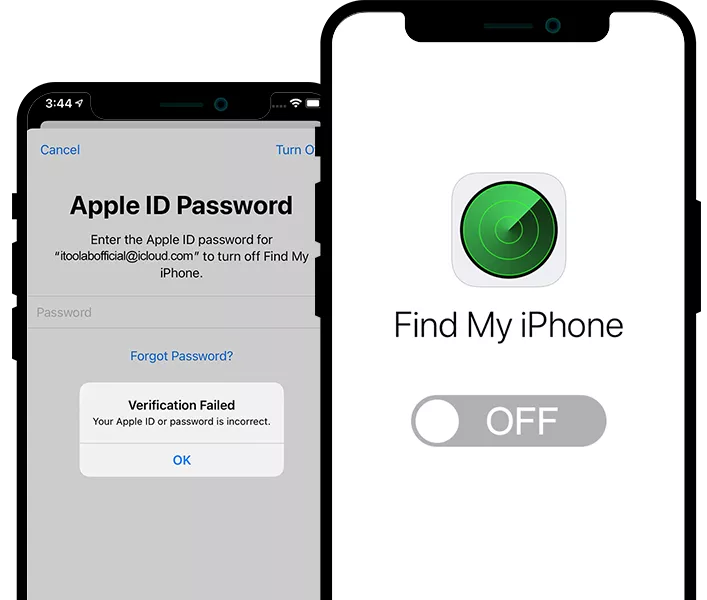 3:44
Cancel
Turn O
Apple ID Password
Enter the Apple ID password for
“itoolabofficial@icloud.com” to turn off Find My
iPhone.
Password
Forgot Password?
Verification Failed
Your Apple ID or password is incorrect.
OK
Find My iPhone
OFF